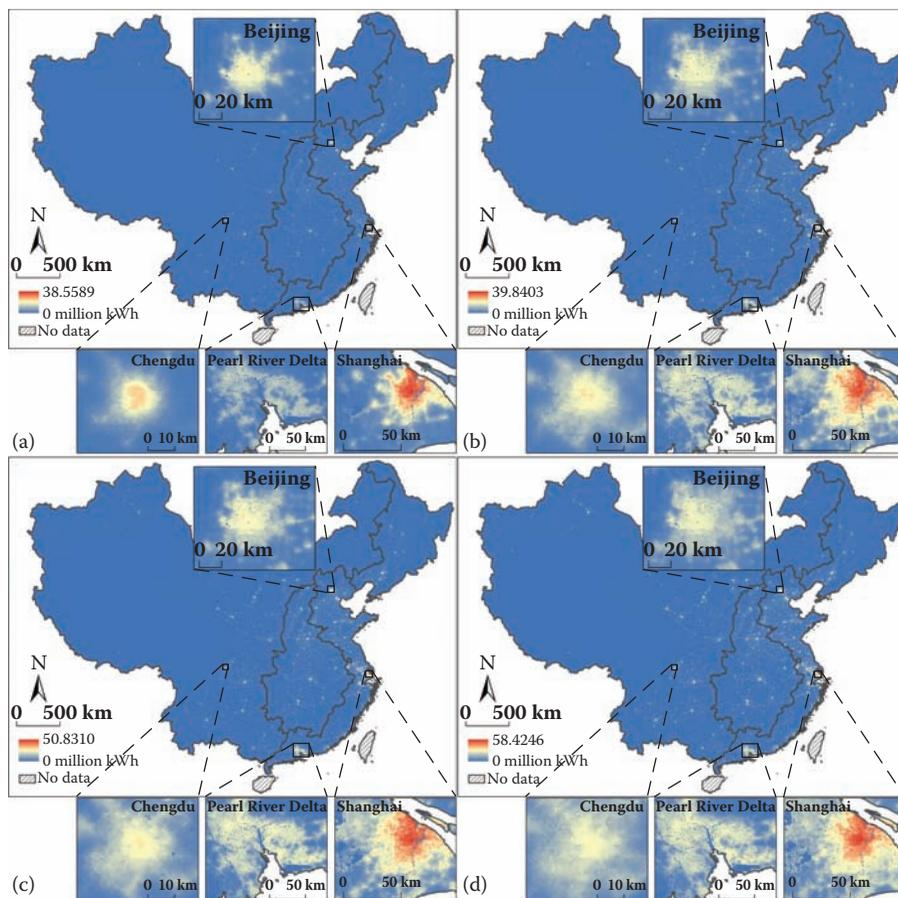 Beijing
0 20 km
N
0 500 km
38.5589
0 million kWh
No data
Chengdu
0 10 km
Pearl River Delta
0 50 km
Shanghai
0 50 km
(a)
Beijing
0 20 km
N
0 500 km
39.8403
0 million kWh
No data
Chengdu
0 10 km
Pearl River Delta
0 50 km
Shanghai
0 50 km
(b)
Beijing
0 20 km
N
0 500 km
50.8310
0 million kWh
No data
Chengdu
0 10 km
Pearl River Delta
0 50 km
Shanghai
0 50 km
(c)
Beijing
0 20 km
N
0 500 km
58.4246
0 million kWh
No data
Chengdu
0 10 km
Pearl River Delta
0 50 km
Shanghai
0 50 km
(d)